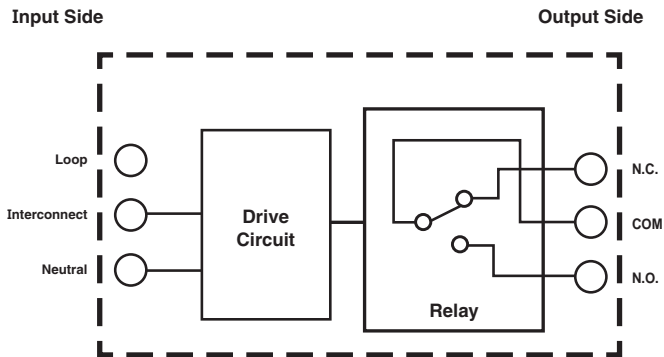 Input Side
Output Side
Loop
Interconnect
Neutral
Drive
Circuit
Relay
N.C.
COM
N.O.